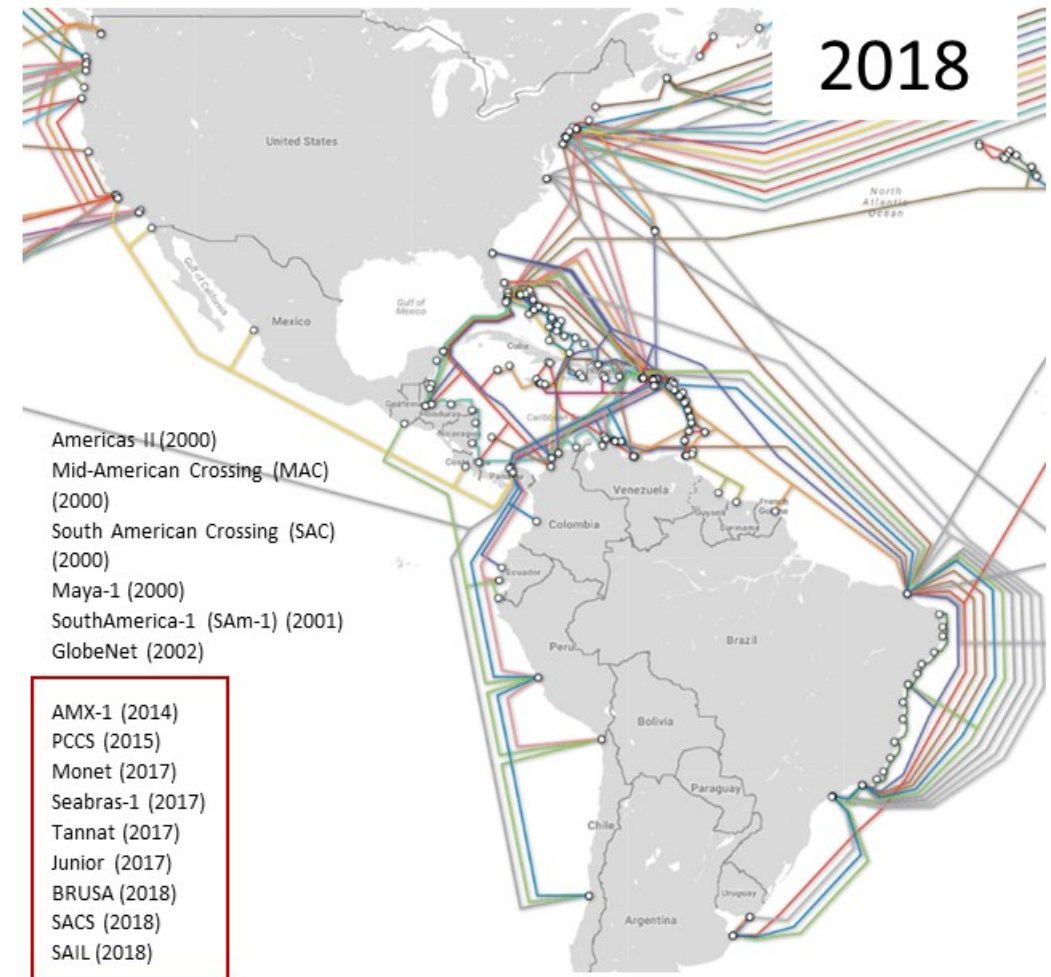 2018
United States
North
Atlantic
Ocean
Gulf of California
Gulf of
Mexico
Mexico
Cuba
Guatemala
Honduras
Nicaragua
Costa
Panama
Caribbean
Venezuela
Guyana
Suriname
French
Guiana
Colombia
Ecuador
Peru
Brazil
Bolivia
Paraguay
Chile
Uruguay
Argentina
Americas II (2000)
Mid-American Crossing (MAC)
(2000)
South American Crossing (SAC)
(2000)
Maya-1 (2000)
SouthAmerica-1 (SAm-1) (2001)
GlobeNet (2002)
AMX-1 (2014)
PCCS (2015)
Monet (2017)
Seabras-1 (2017)
Tannat (2017)
Junior (2017)
BRUSA (2018)
SACS (2018)
SAIL (2018)